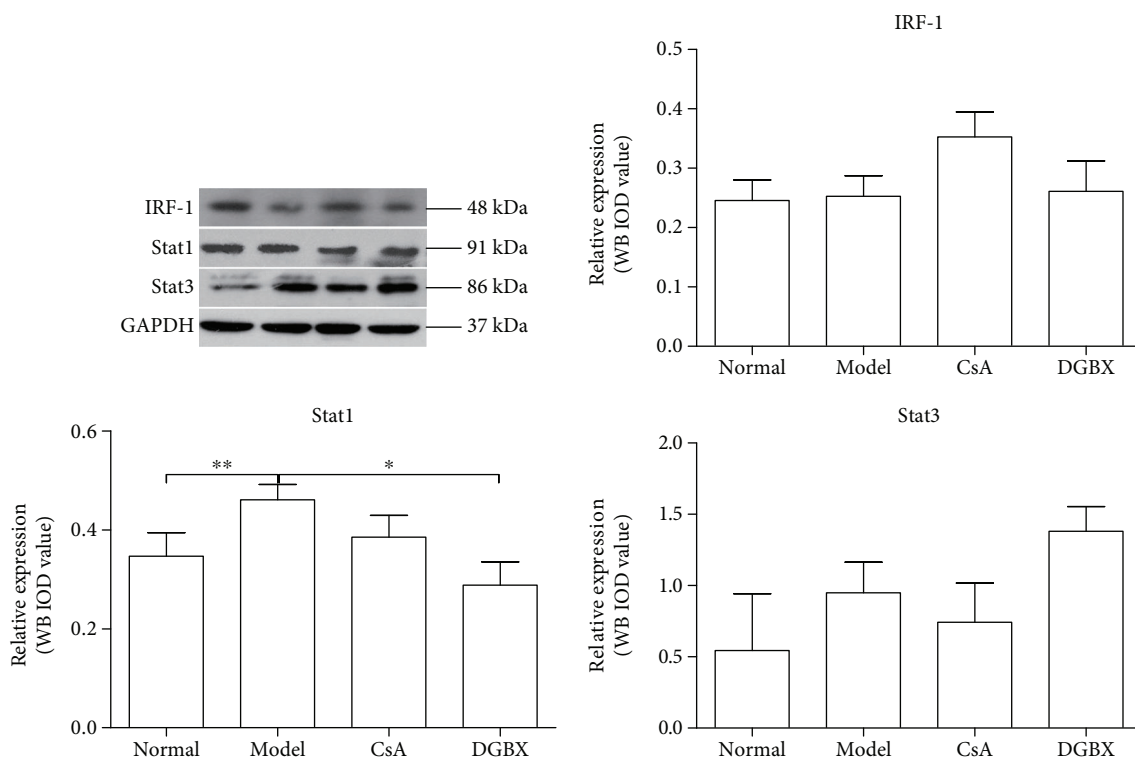 IRF-1 48 kDa
Stat1 91 kDa
Stat3 86 kDa
GAPDH 37 kDa
IRF-1
Relative expression
(WB IOD value)
0.5
0.4
0.3
0.2
0.1
0.0
Normal Model CsA DGBX
Stat1
Relative expression
(WB IOD value)
0.6
0.4
0.2
0.0
** *
Normal Model CsA DGBX
Stat3
Relative expression
(WB IOD value)
2.0
1.5
1.0
0.5
0.0
Normal Model CsA DGBX